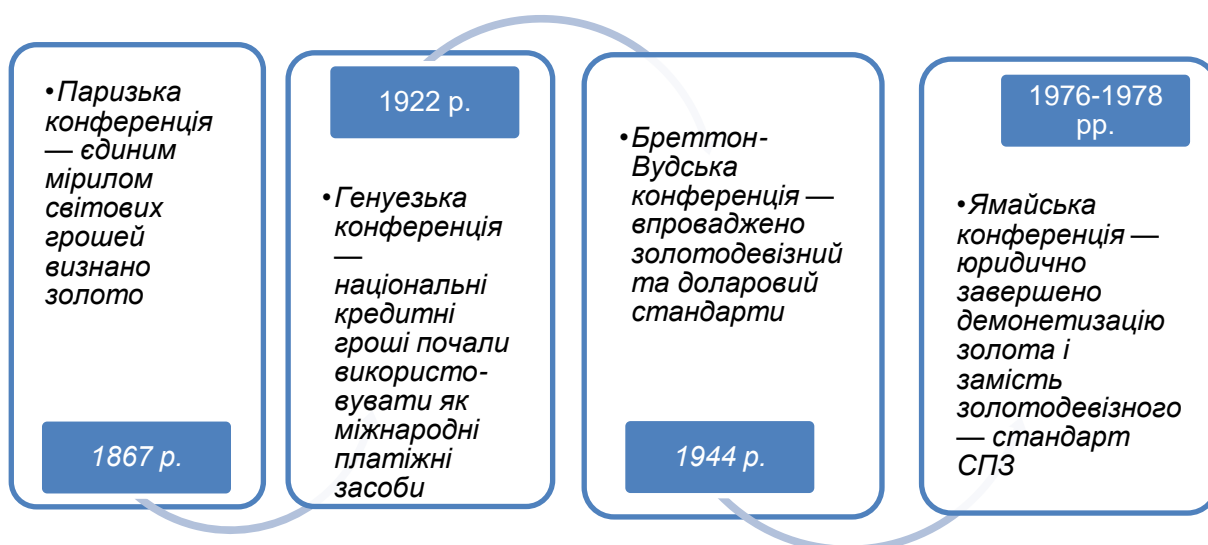 •Паризька
конференція
— єдиним
мірилом
світових
грошей
визнано
золото
1867 р.
1922 р.
•Генуезька
конференція
—
національні
кредитні
гроші почали
використо-
вувати як
міжнародні
платіжні
засоби
•Бреттон-
Вудська
конференція —
впроваджено
золотодевізний
та доларовий
стандарти
1944 р.
1976-1978
рр.
•Ямайська
конференція —
юридично
завершено
демонетизацію
золота і
замість
золотодевізного
— стандарт
СПЗ